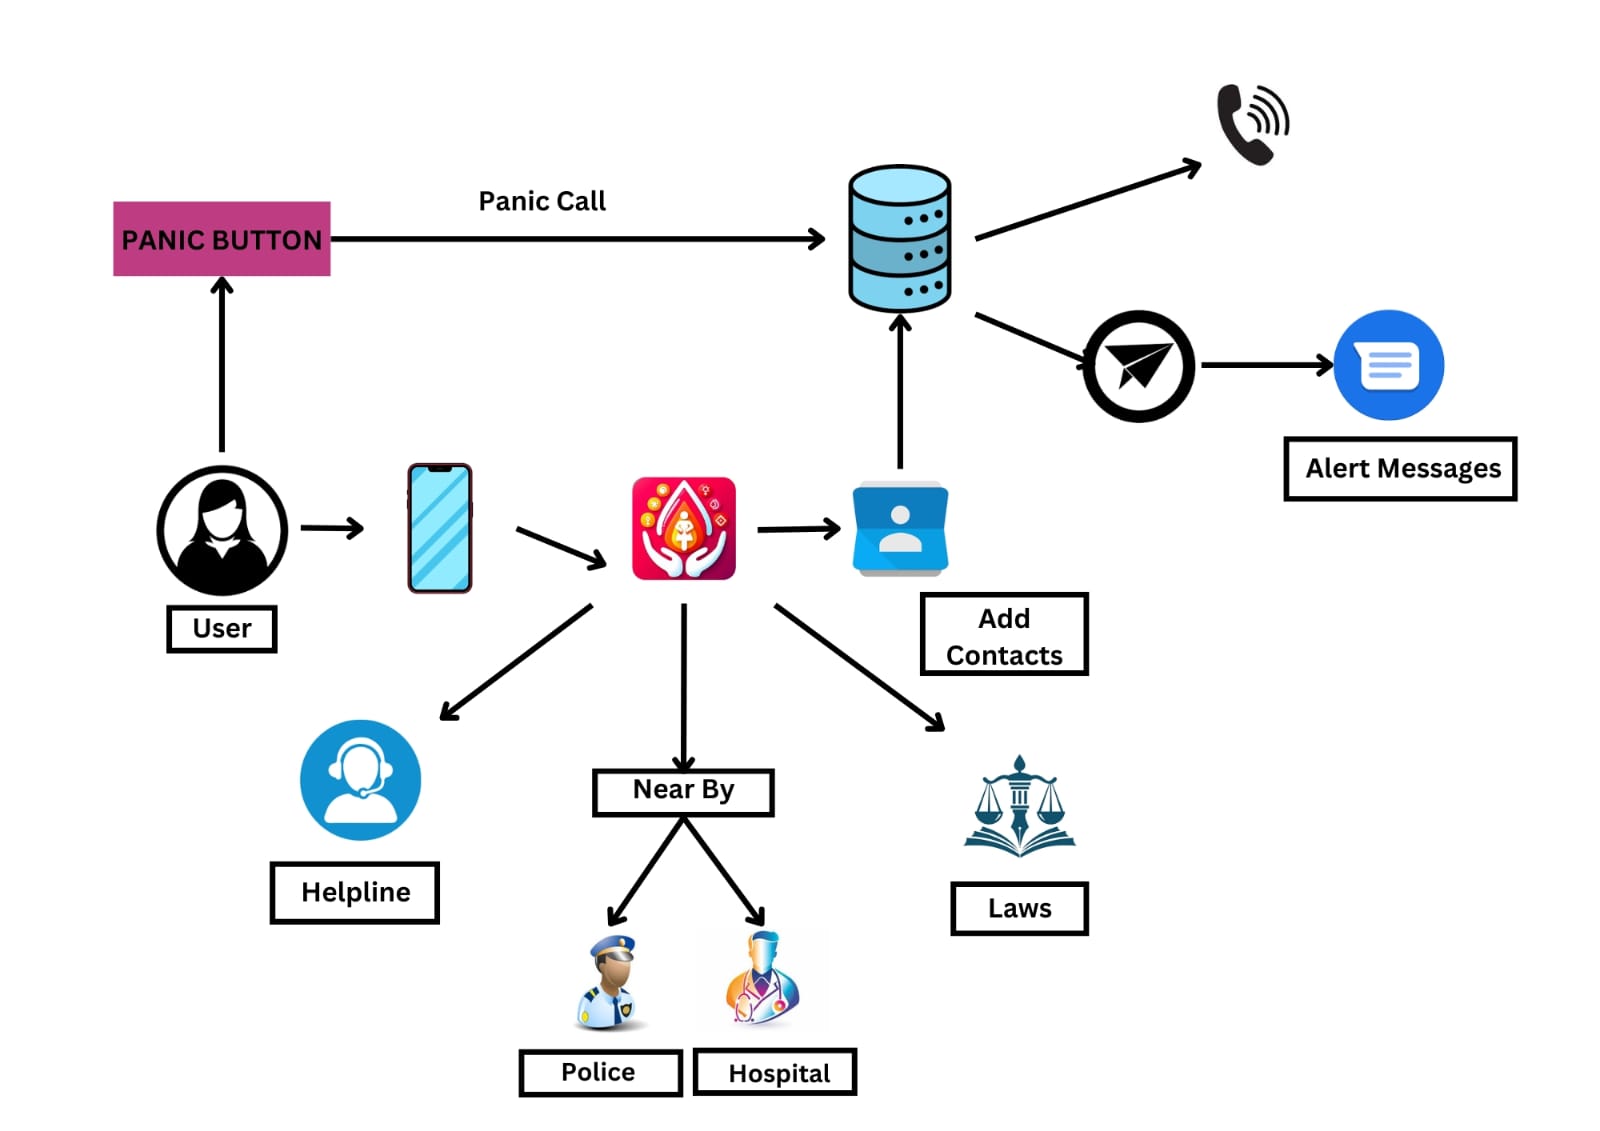 Panic Call
PANIC BUTTON
Alert Messages
User
Add
Contacts
Near By
Helpline
Laws
Police
Hospital